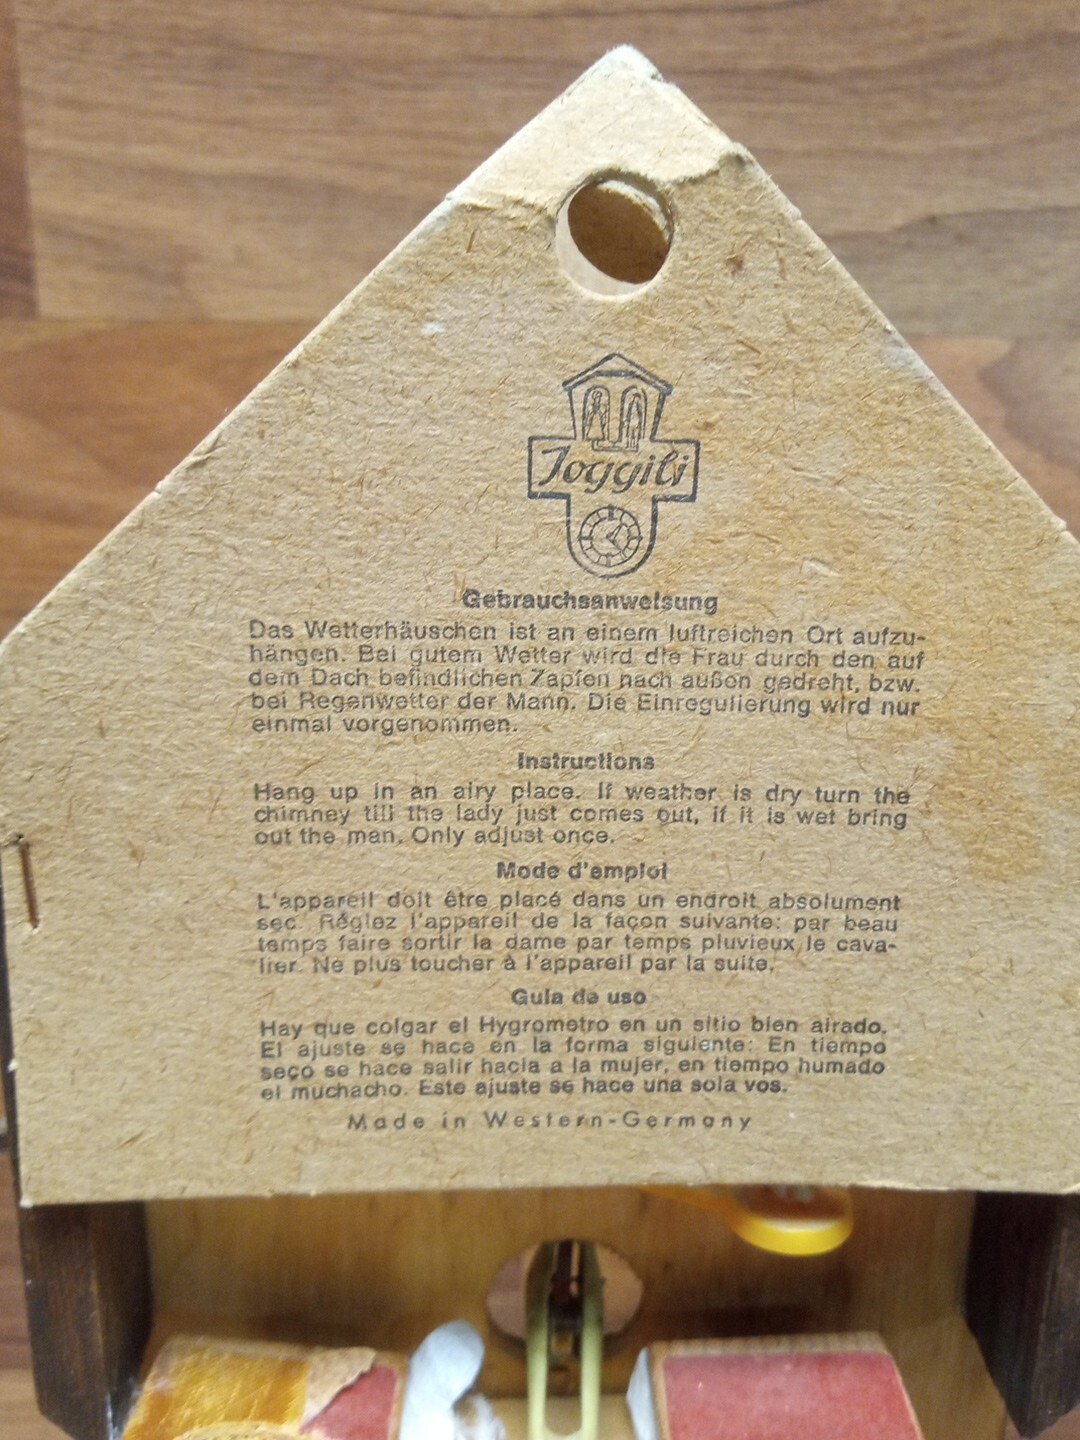 Joggili
Gebrauchsanweisung
Das Wetterhäuschen ist an einem luftreichen Ort aufzu-
hängen. Bei gutem Wetter wird die Frau durch den auf
dem Dach befindlichen Zapfen nach außen gedreht, bzw.
bei Regenwetter der Mann. Die Einregulierung wird nur
einmal vorgenommen.
Instructions
Hang up in an airy place. If weather is dry turn the
chimney till the lady just comes out, if it is wet bring
out the man. Only adjust once.
Mode d'emploi
L'appareil doit être placé dans un endroit absolument
sec. Réglez l'appareil de la façon suivante: par beau
temps faire sortir la dame par temps pluvieux le cava-
lier. Ne plus toucher à l'appareil par la suite.
Guia de uso
Hay que colgar el Hygrometro en un sitio bien airado.
El ajuste se hace en la forma siguiente: En tiempo
seço se hace salir hacia a la mujer, en tiempo humado
el muchacho. Este ajuste se hace una sola vos.
Made in Western-Germany